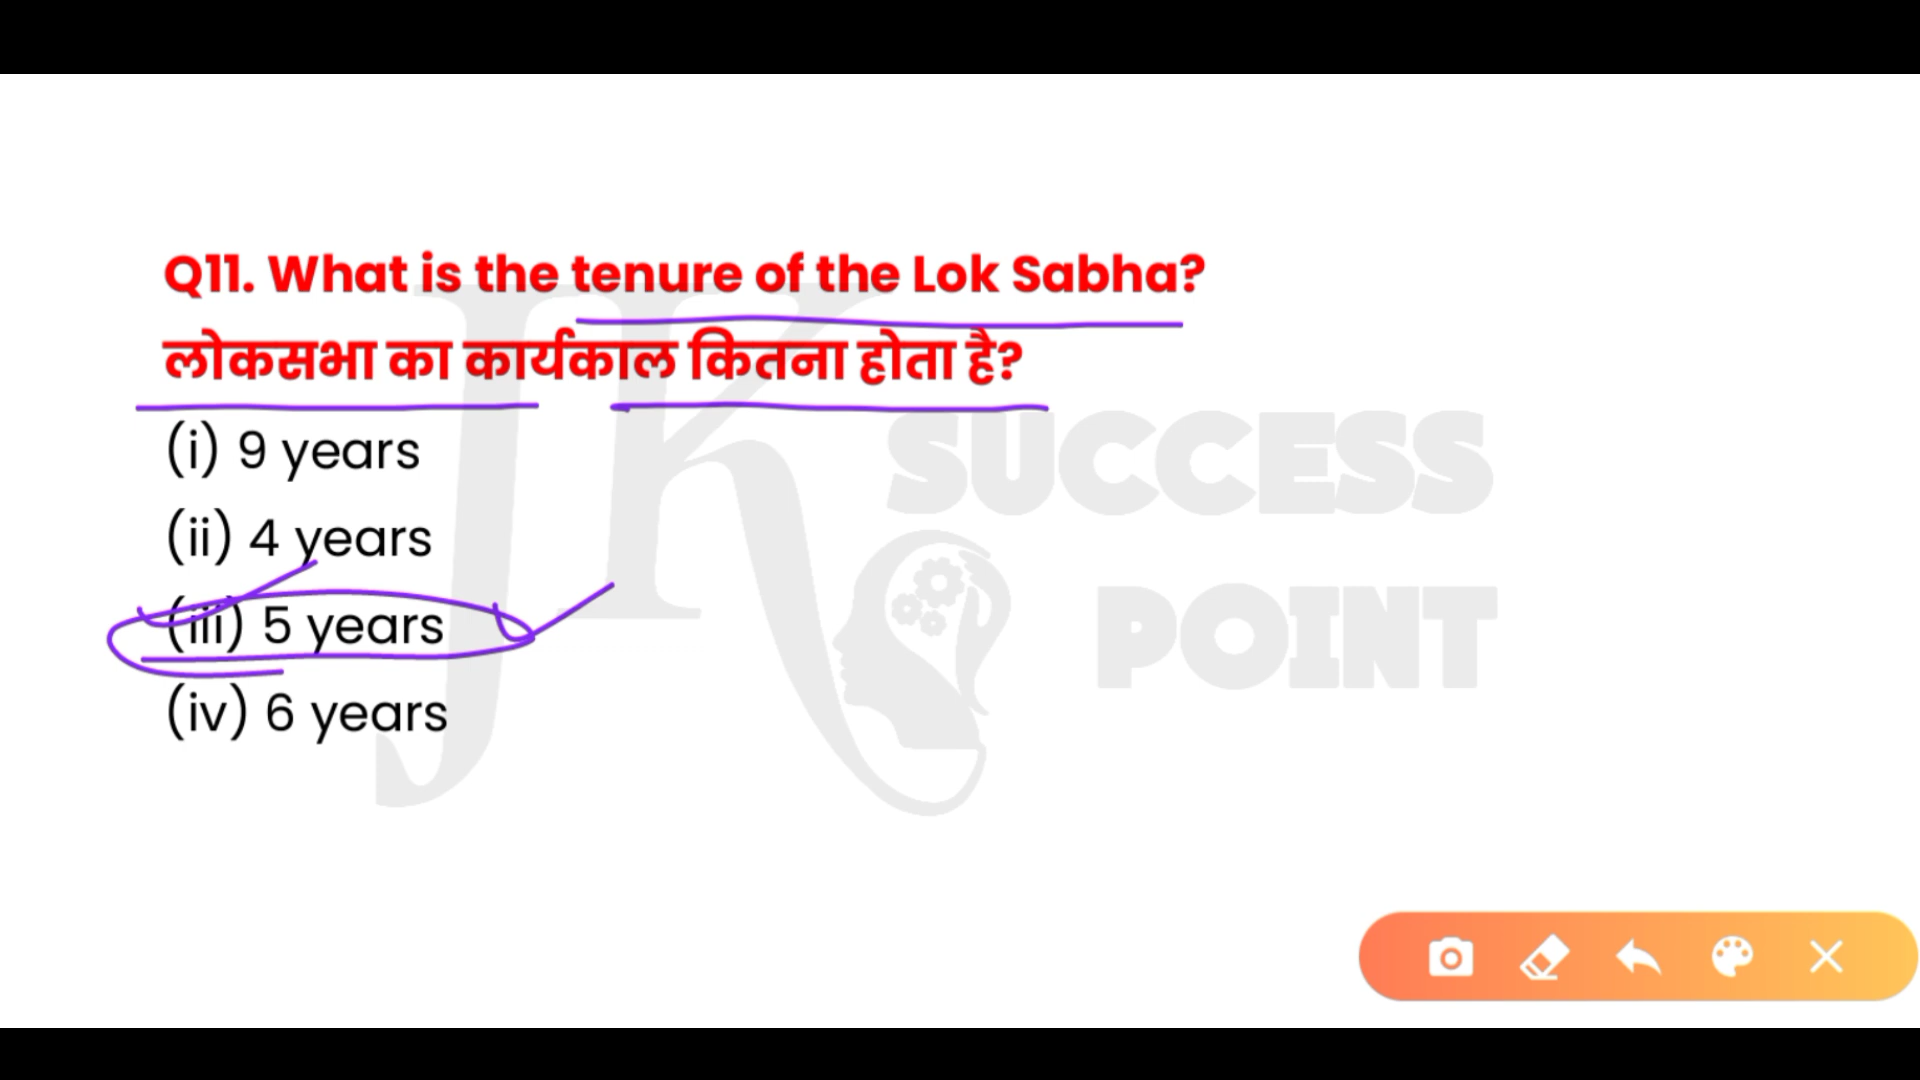 Q11. What is the tenure of the Lok Sabha?
लोकसभा का कार्यकाल कितना होता है?
(i) 9 years
(ii) 4 years
(iii) 5 years
(iv) 6 years
JK SUCCESS
POINT